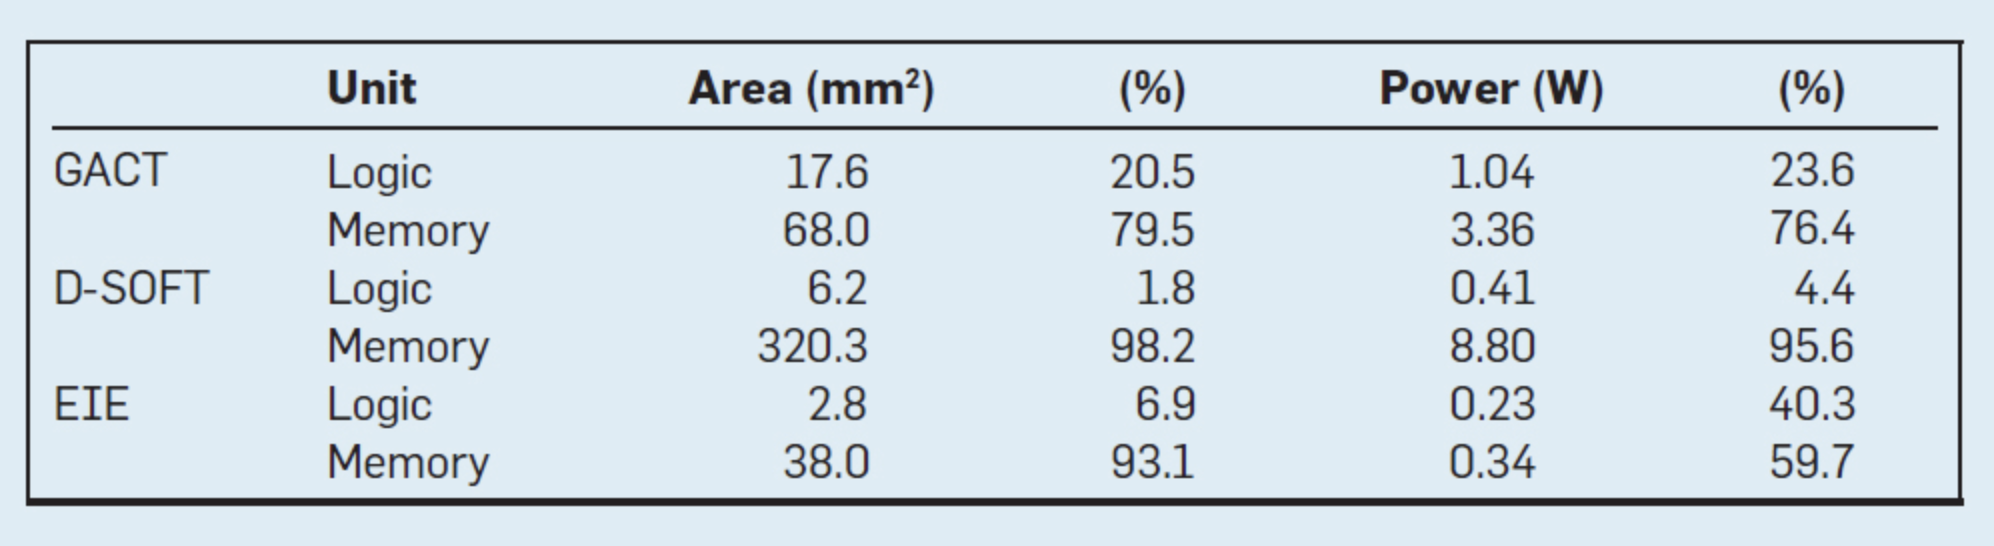 Unit Area (mm²) (%) Power (W) (%)
GACT Logic 17.6 20.5 1.04 23.6
Memory 68.0 79.5 3.36 76.4
D-SOFT Logic 6.2 1.8 0.41 4.4
Memory 320.3 98.2 8.80 95.6
EIE Logic 2.8 6.9 0.23 40.3
Memory 38.0 93.1 0.34 59.7